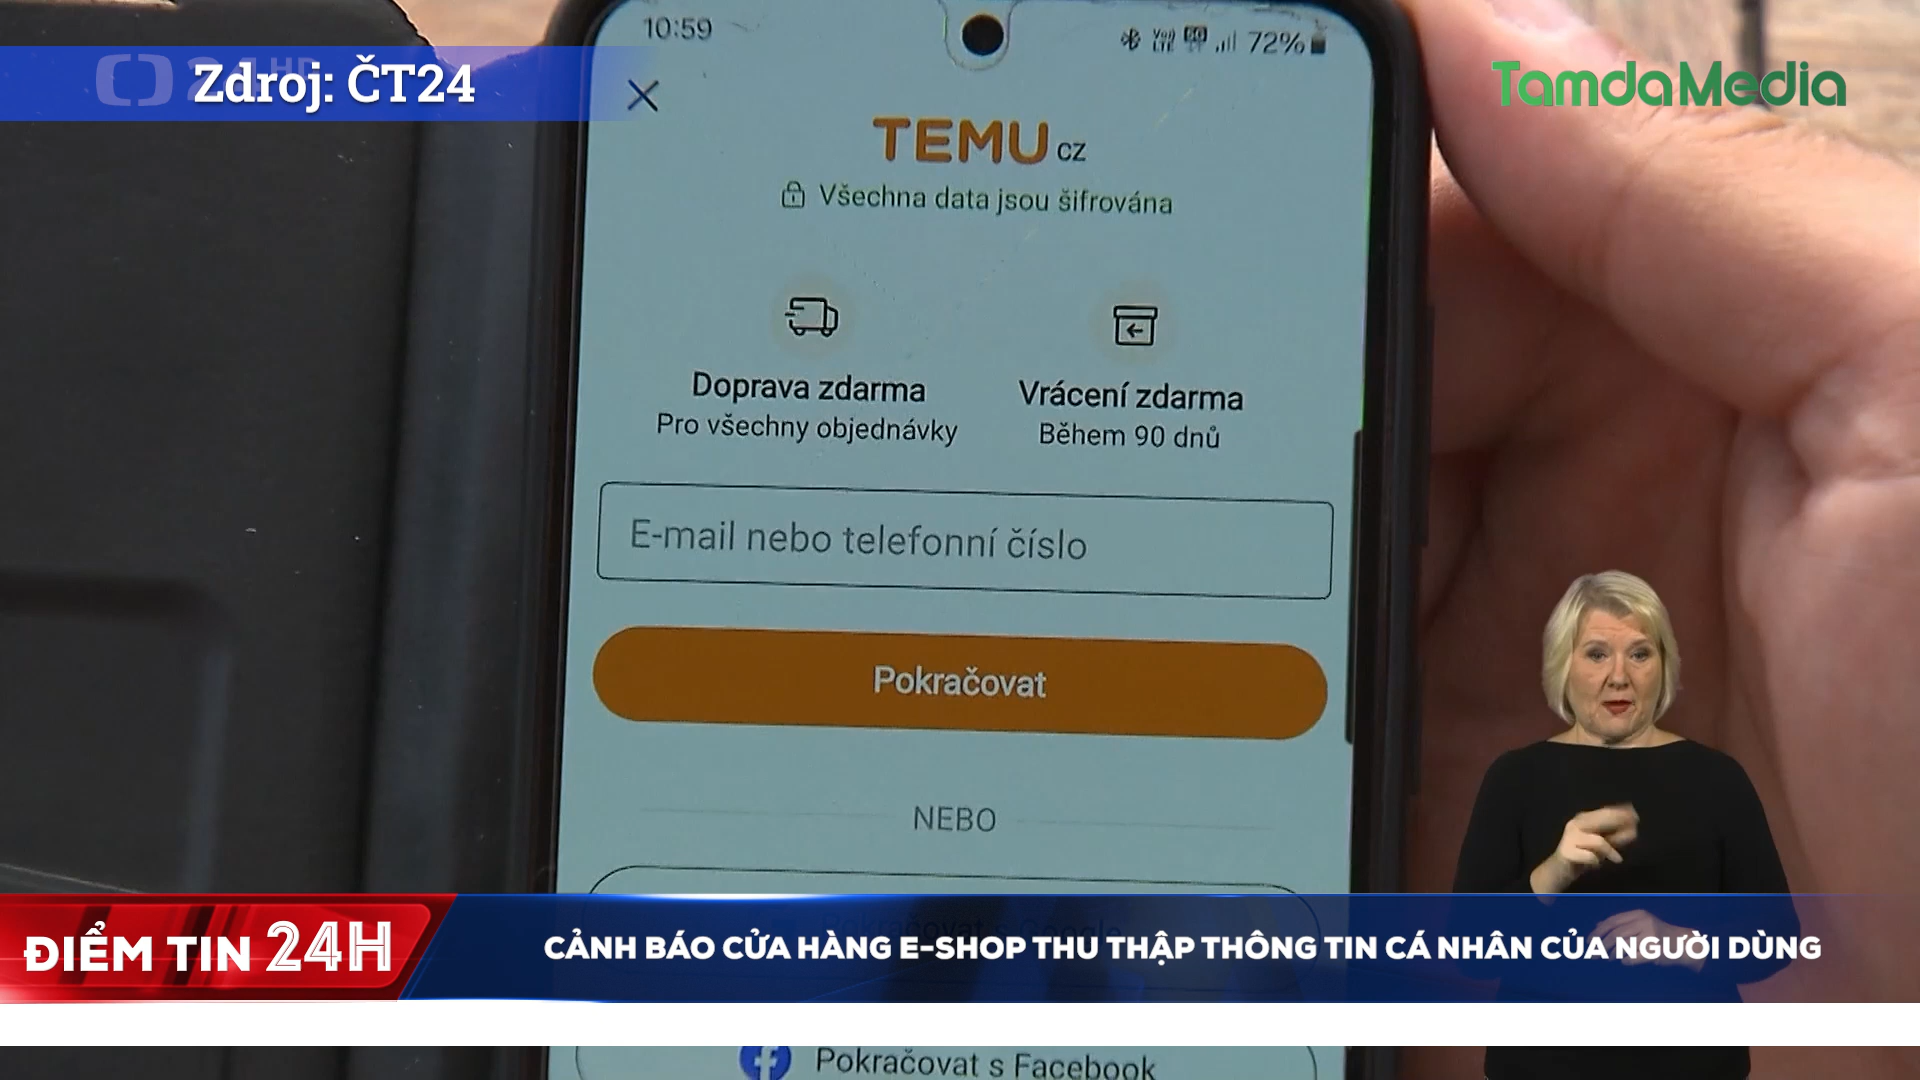 10:59
72%
Zdroj: ČT24
TamdaMedia
TEMU CZ
Všechna data jsou šifrována
Doprava zdarma
Pro všechny objednávky
Vrácení zdarma
Během 90 dnů
E-mail nebo telefonní číslo
Pokračovat
NEBO
Pokračovat s Google
ĐIỂM TIN 24H
CẢNH BÁO CỬA HÀNG E-SHOP THU THẬP THÔNG TIN CÁ NHÂN CỦA NGƯỜI DÙNG
Pokračovat s Facebook